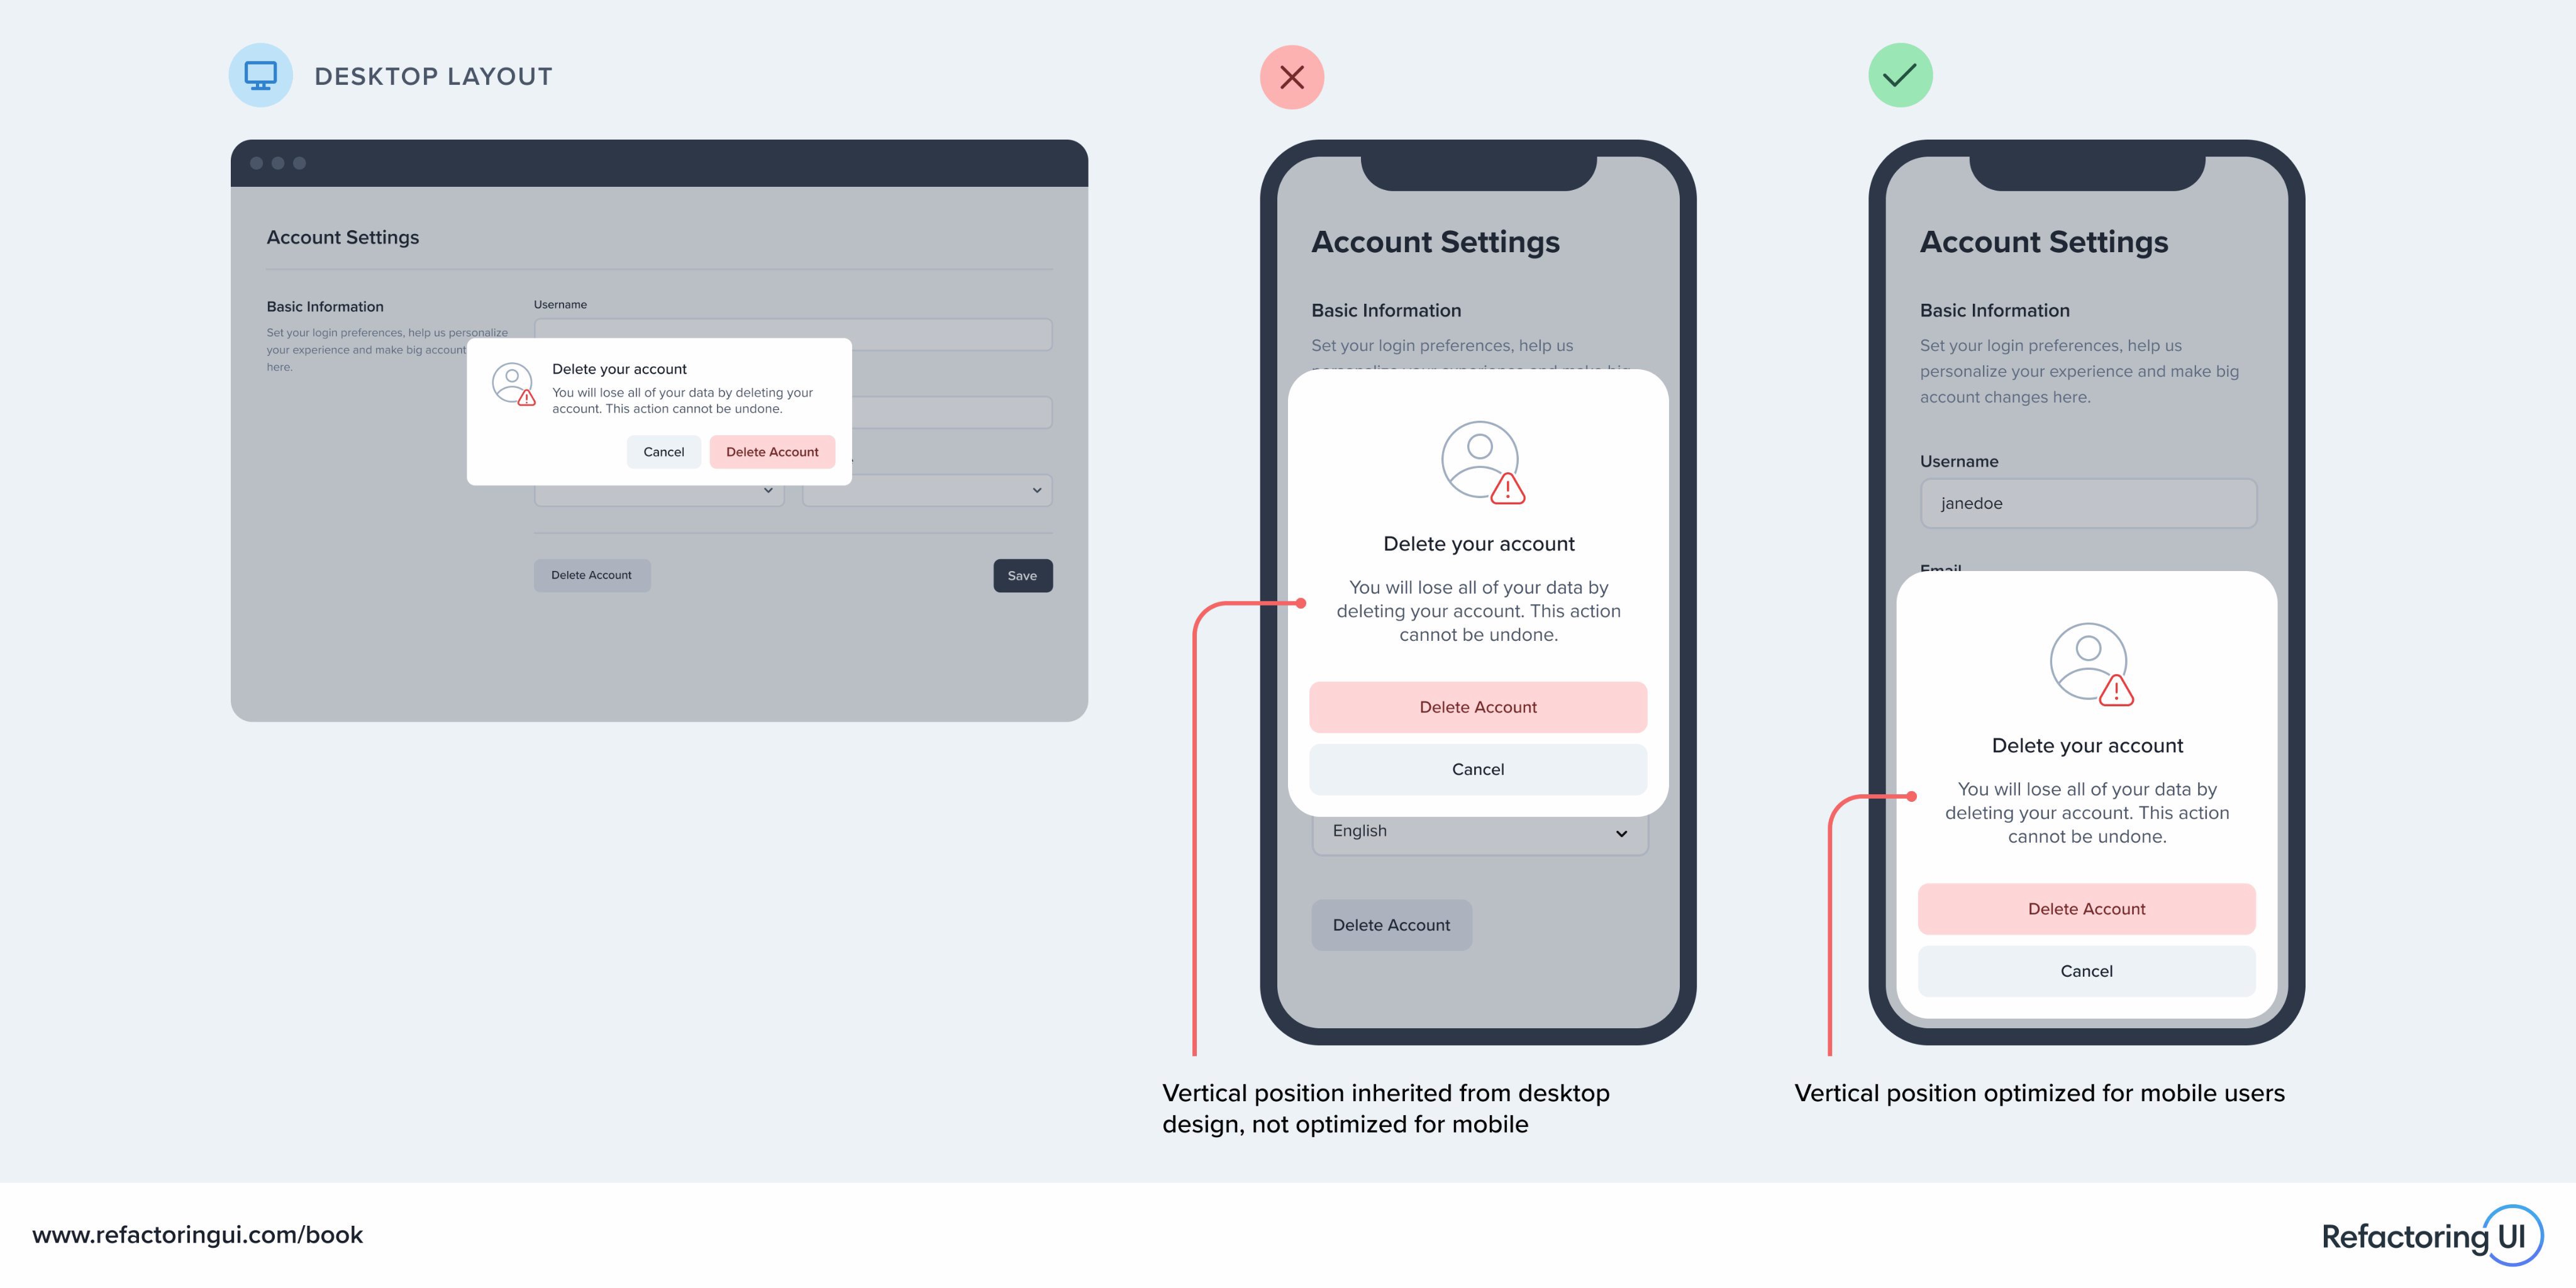 DESKTOP LAYOUT
Account Settings
Basic Information
Set your login preferences, help us personalize
your experience and make big account
here.
Username
Delete your account
You will lose all of your data by deleting your
account. This action cannot be undone.
Cancel
Delete Account
Delete Account
Save
Account Settings
Basic Information
Set your login preferences, help us
personalize your experience and make big
Delete your account
You will lose all of your data by
deleting your account. This action
cannot be undone.
Delete Account
Cancel
English
Delete Account
Vertical position inherited from desktop
design, not optimized for mobile
Account Settings
Basic Information
Set your login preferences, help us
personalize your experience and make big
account changes here.
Username
janedoe
Email
Delete your account
You will lose all of your data by
deleting your account. This action
cannot be undone.
Delete Account
Cancel
Vertical position optimized for mobile users
www.refactoringui.com/book
Refactoring UI